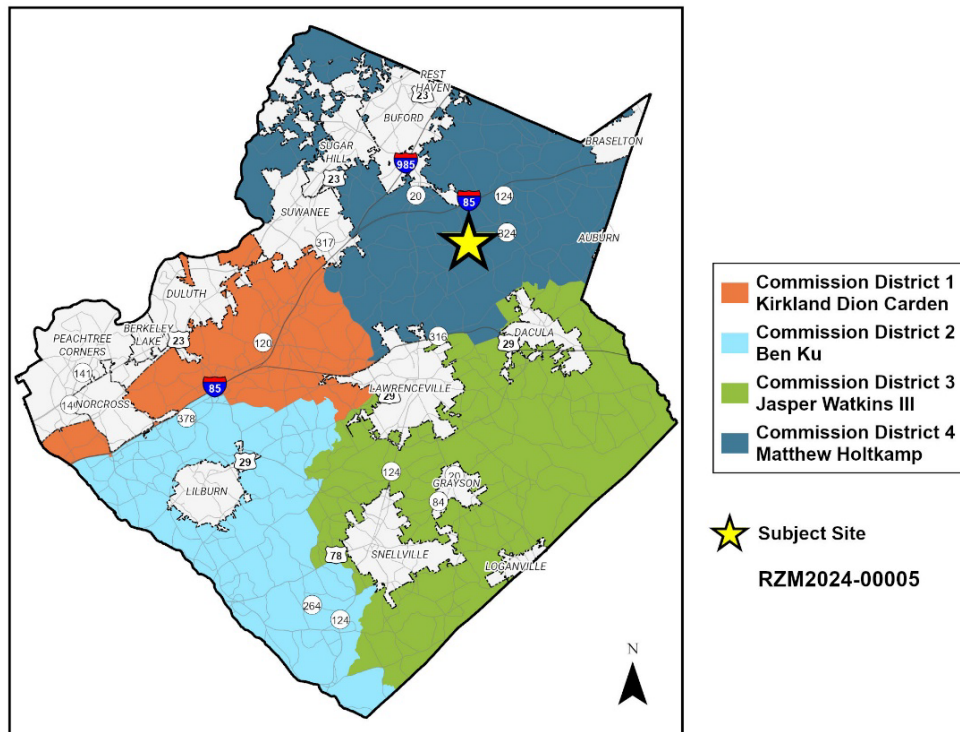 REST
HAVEN
23
BUFORD
BRASELTON
SUGAR
HILL
985
23
20
85
124
SUWANEE
324
AUBURN
317
DULUTH
BERKELEY
LAKE
23
PEACHTREE
CORNERS
120
316
DACULA
29
141
85
LAWRENCEVILLE
29
14
NORCROSS
378
29
LILBURN
124
20
GRAYSON
84
78
SNELLVILLE
LOGANVILLE
264
124
N
Commission District 1
Kirkland Dion Carden
Commission District 2
Ben Ku
Commission District 3
Jasper Watkins III
Commission District 4
Matthew Holtkamp
Subject Site
RZM2024-00005